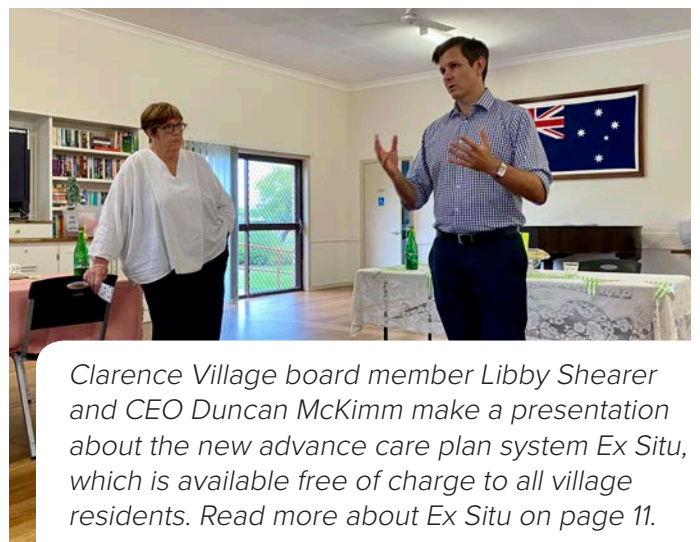 Clarence Village board member Libby Shearer
and CEO Duncan McKimm make a presentation
about the new advance care plan system Ex Situ,
which is available free of charge to all village
residents. Read more about Ex Situ on page 11.